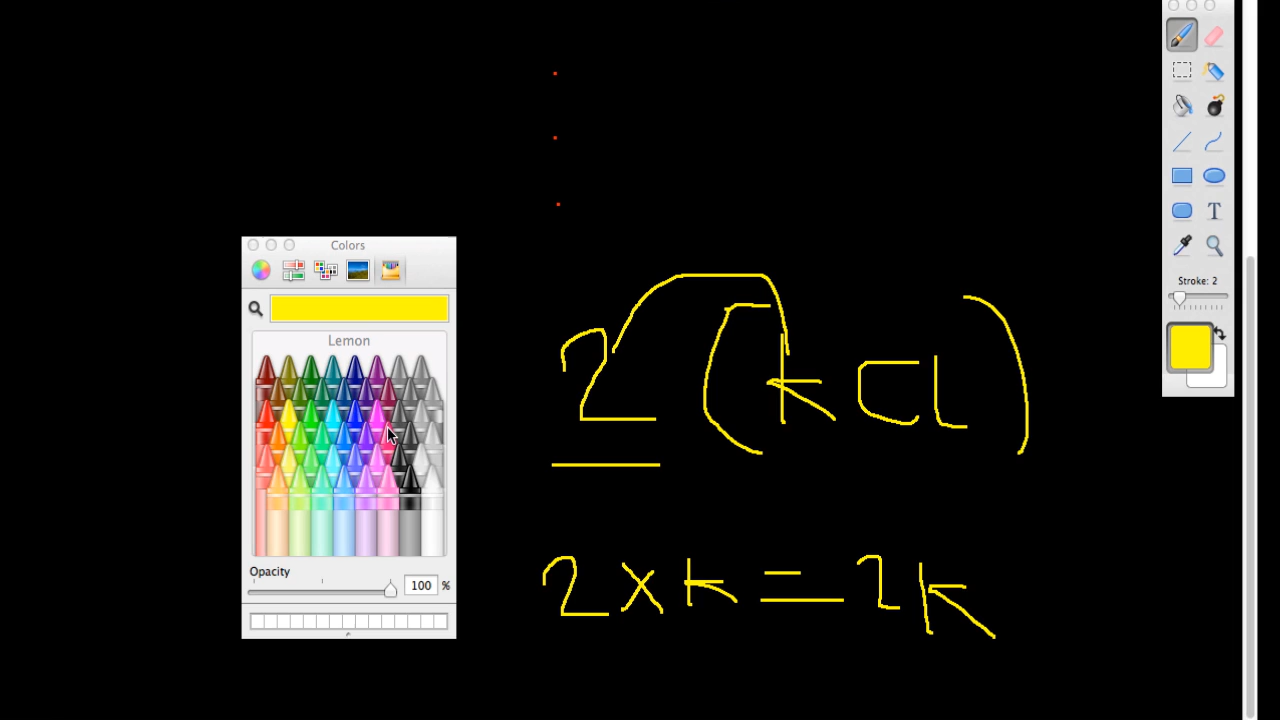 Colors
Lemon
Opacity
100 %
Stroke: 2
T
2 (KCl)
2 x K = 2K